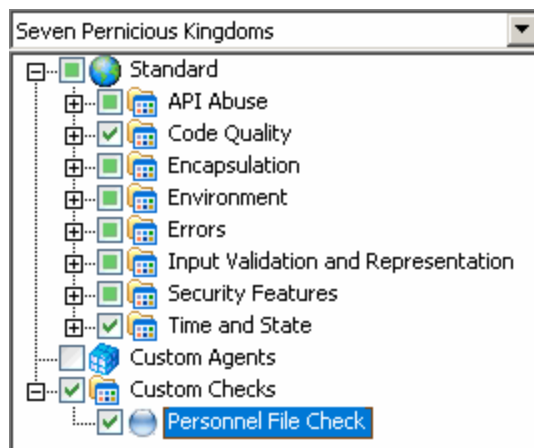 Seven Pernicious Kingdoms
Standard
API Abuse
Code Quality
Encapsulation
Environment
Errors
Input Validation and Representation
Security Features
Time and State
Custom Agents
Custom Checks
Personnel File Check